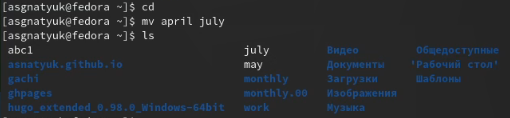 [asgnatyuk@fedora ~]$ cd
[asgnatyuk@fedora ~]$ mv april july
[asgnatyuk@fedora ~]$ ls
abc1 july Видео Общедоступные
asnatyuk.github.io may Документы 'Рабочий стол'
gachi monthly Загрузки Шаблоны
ghpages monthly.00 Изображения
hugo_extended_0.98.0_Windows-64bit work Музыка